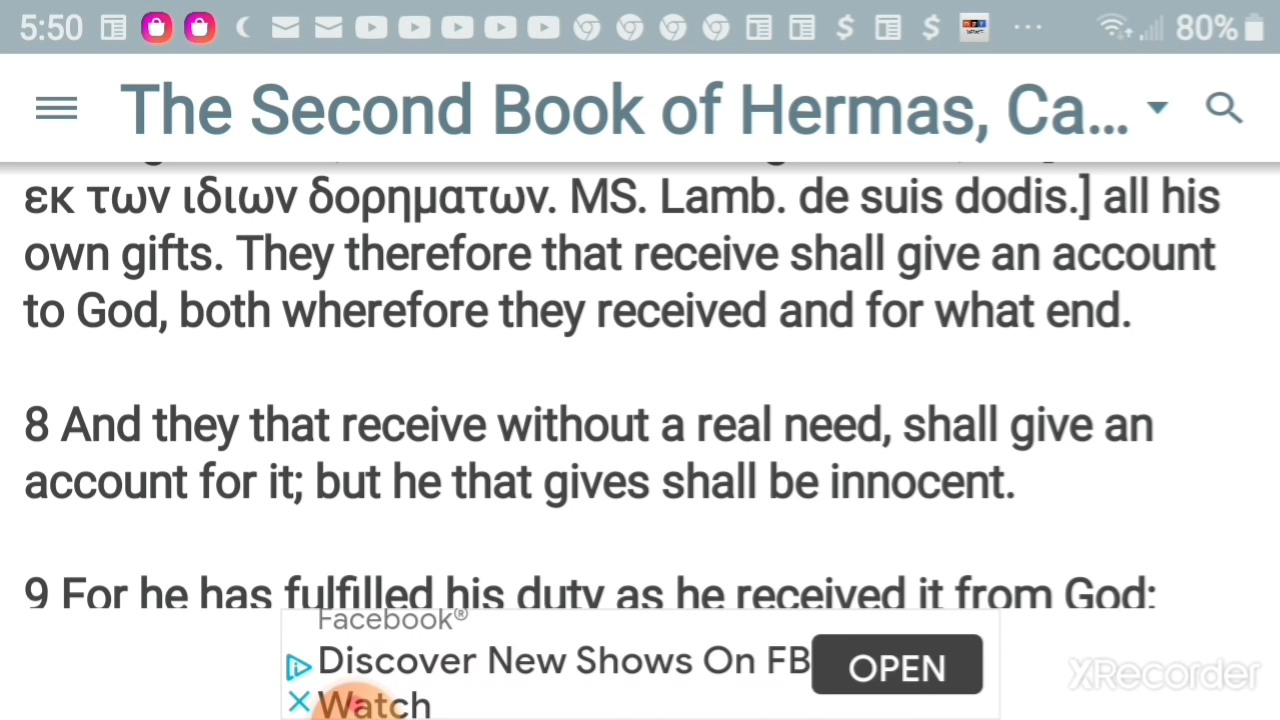 5:50 $ $ ... 80%
The Second Book of Hermas, Ca...
εκ των ιδιων δορηματων. MS. Lamb. de suis dodis.] all his
own gifts. They therefore that receive shall give an account
to God, both wherefore they received and for what end.
8 And they that receive without a real need, shall give an
account for it; but he that gives shall be innocent.
9 For he has fulfilled his duty as he received it from God:
Facebook®
Discover New Shows On FB
Watch
OPEN
XRecorder